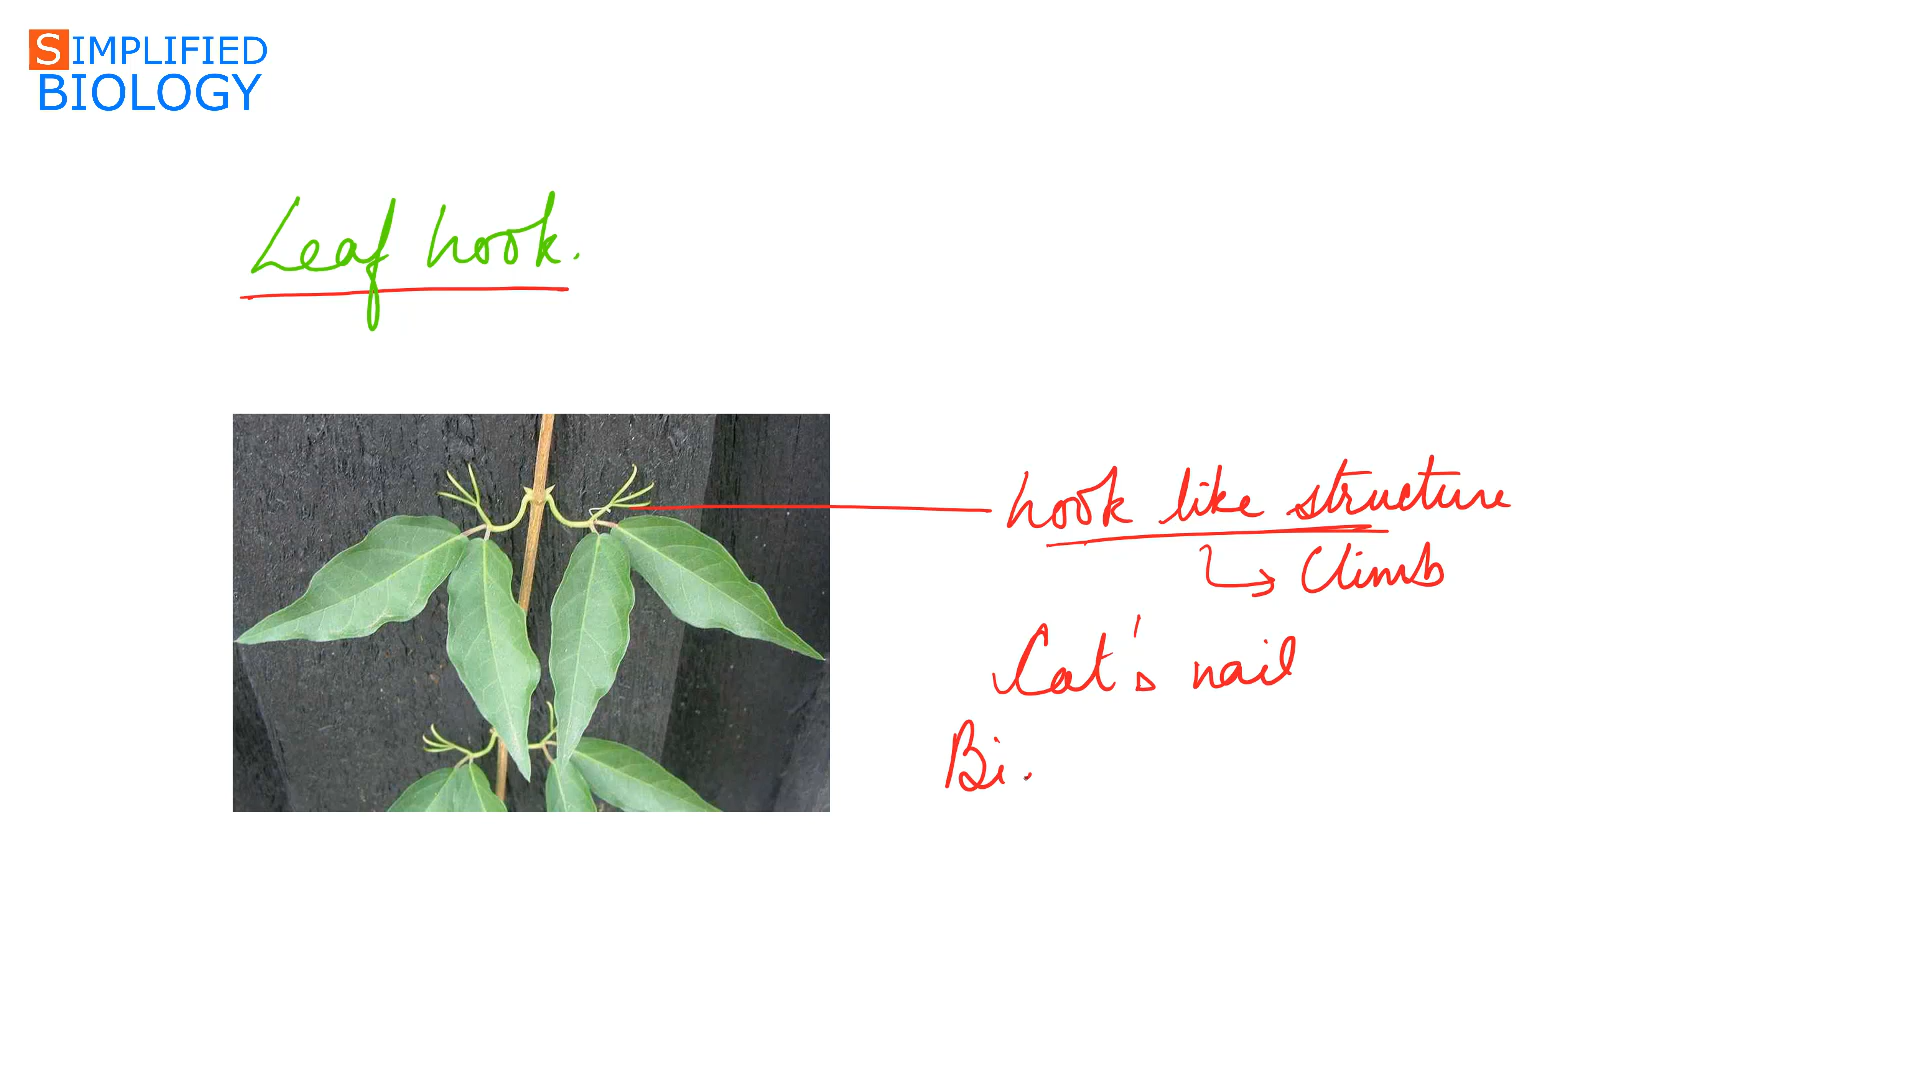 SIMPLIFIED
BIOLOGY
Leaf hook.
hook like structure
↳ Climb
Cat's nail
Bi.